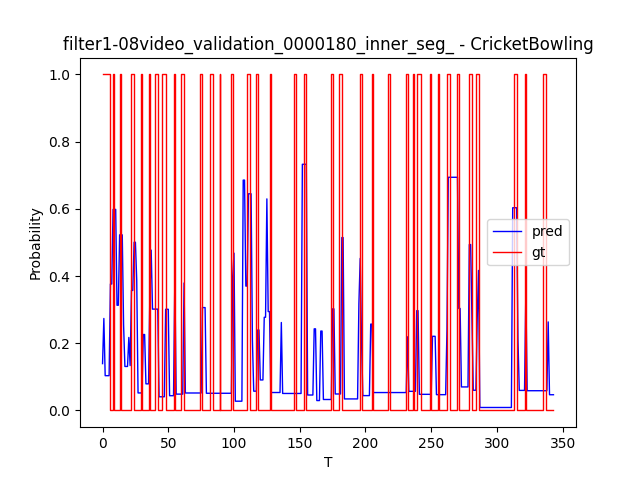 filter1-08video_validation_0000180_inner_seg_ - CricketBowling
1.0
0.8
0.6
0.4
0.2
0.0
Probability
pred
gt
0 50 100 150 200 250 300 350
T